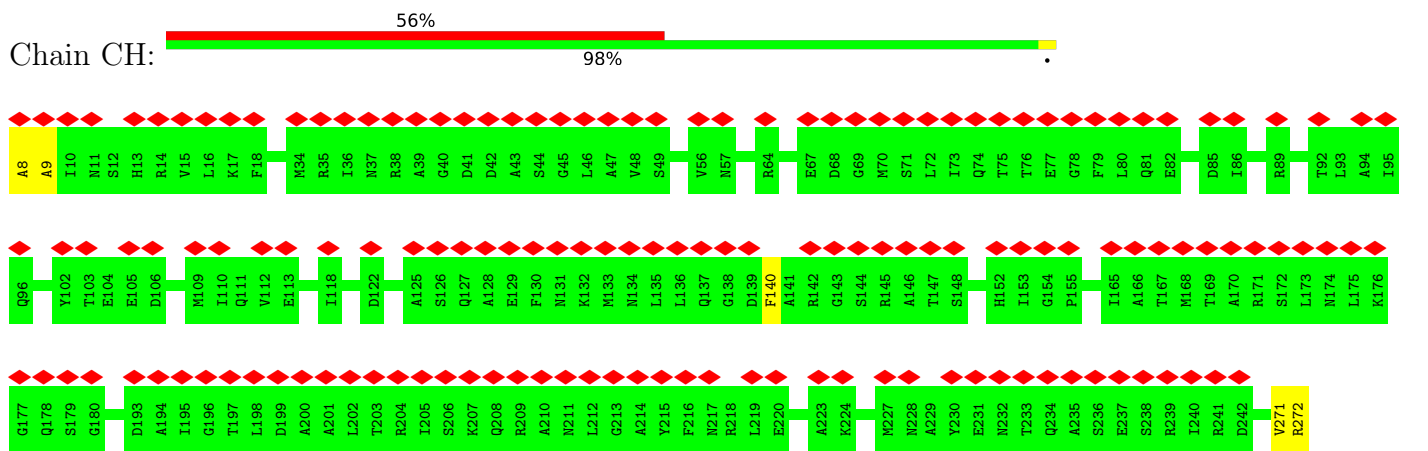 56%
Chain CH:
98%
.
A8 A9 I10 N11 S12 H13 R14 V15 L16 K17 F18 M34 R35 I36 N37 R38 A39 G40 D41 D42 A43 S44 G45 L46 A47 V48 S49 V56 N57 R64 E67 D68 G69 M70 S71 L72 I73 Q74 T75 T76 E77 G78 F79 L80 Q81 E82 D85 I86 R89 T92 L93 A94 I95
Q96 Y102 T103 E104 E105 D106 M109 I110 Q111 V112 E113 I118 D122 A125 S126 Q127 A128 E129 F130 N131 K132 M133 N134 L135 L136 Q137 G138 D139 F140 A141 R142 G143 S144 R145 A146 T147 S148 H152 I153 G154 P155 I165 A166 T167 M168 T169 A170 R171 S172 L173 N174 L175 K176
G177 Q178 S179 G180 D193 A194 I195 G196 T197 L198 D199 A200 A201 L202 T203 R204 I205 S206 K207 Q208 R209 A210 N211 L212 G213 A214 Y215 F216 N217 R218 L219 E220 A223 K224 M227 N228 A229 Y230 E231 N232 T233 Q234 A235 S236 E237 S238 R239 I240 R241 D242 V271 R272